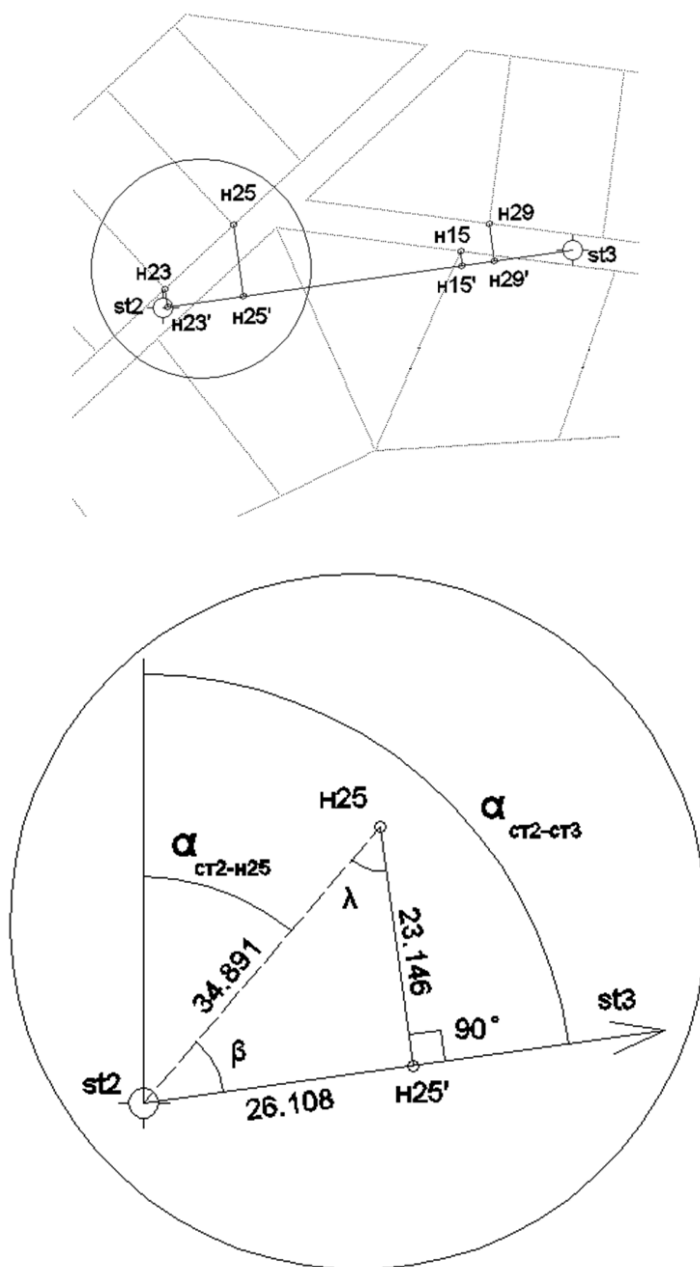 н25
н29
н15
st3
н23
н15'
н29'
st2
н23'
н25'
н25
α ст2-ст3
α ст2-н25
λ
34.891
23.146
st3
90°
β
st2
26.108
н25'